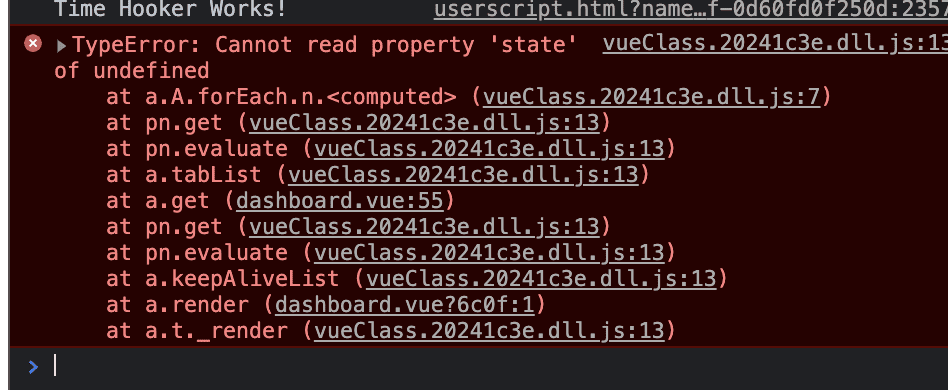 Time Hooker Works! userscript.html?name…f-0d60fd0f250d:2357
TypeError: Cannot read property 'state' vueClass.20241c3e.dll.js:13
of undefined
at a.A.forEach.n.<computed> (vueClass.20241c3e.dll.js:7)
at pn.get (vueClass.20241c3e.dll.js:13)
at pn.evaluate (vueClass.20241c3e.dll.js:13)
at a.tabList (vueClass.20241c3e.dll.js:13)
at a.get (dashboard.vue:55)
at pn.get (vueClass.20241c3e.dll.js:13)
at pn.evaluate (vueClass.20241c3e.dll.js:13)
at a.keepAliveList (vueClass.20241c3e.dll.js:13)
at a.render (dashboard.vue?6c0f:1)
at a.t._render (vueClass.20241c3e.dll.js:13)